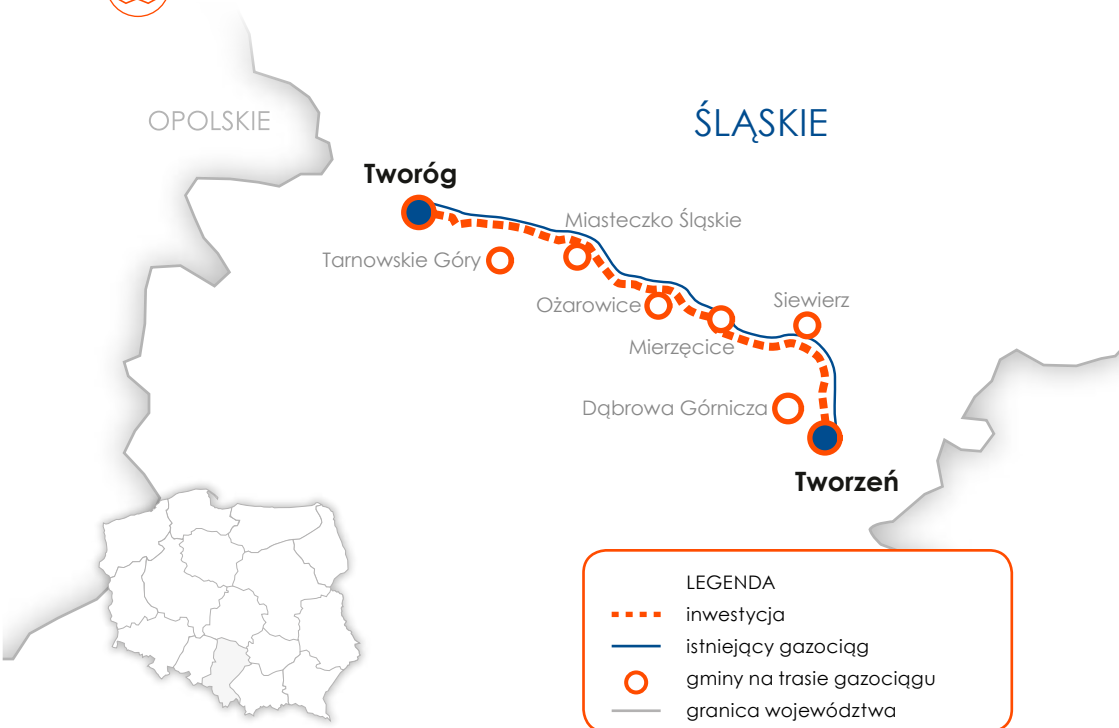 OPOLSKIE
ŚLĄSKIE
Tworóg
Miasteczko Śląskie
Tarnowskie Góry
Ożarowice
Siewierz
Mierzęcice
Dąbrowa Górnicza
Tworzeń
LEGENDA
inwestycja
istniejący gazociąg
gminy na trasie gazociągu
granica województwa